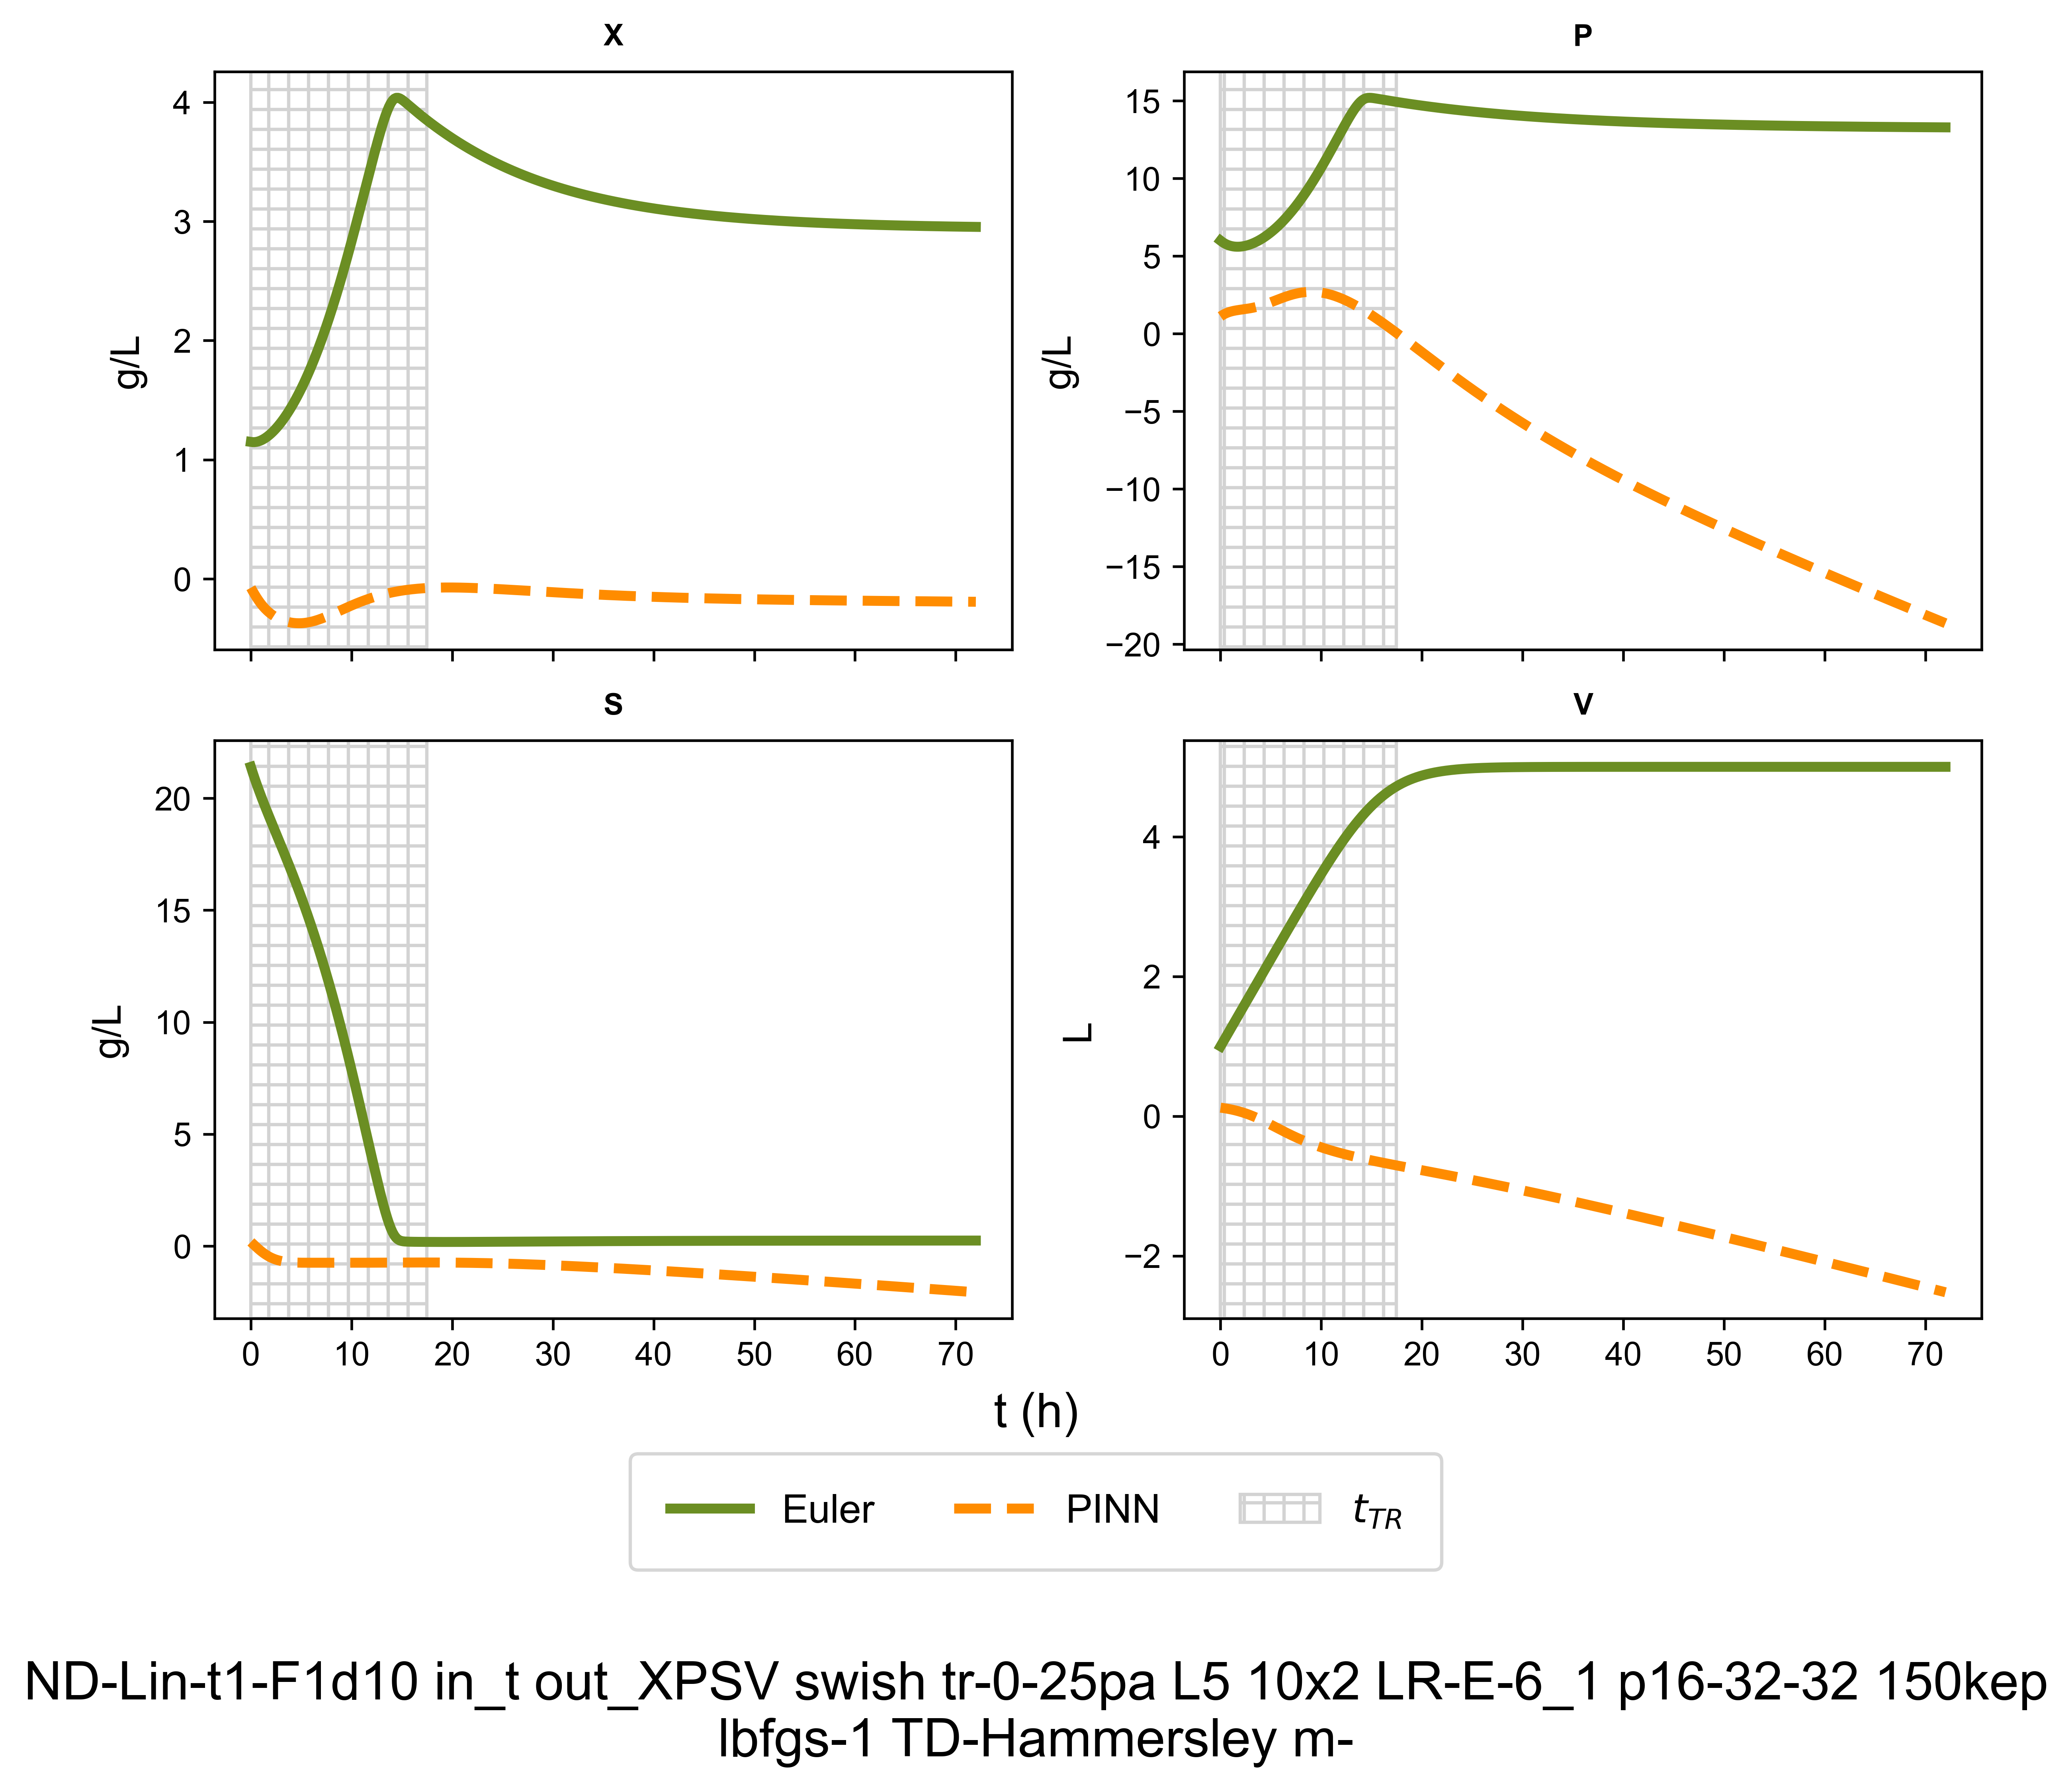 X
P
4
3
2
1
0
g/L
15
10
5
0
−5
−10
−15
−20
g/L
S
V
20
15
10
5
0
g/L
0 10 20 30 40 50 60 70
4
2
0
−2
L
0 10 20 30 40 50 60 70
t (h)
Euler PINN t_TR
ND-Lin-t1-F1d10 in_t out_XPSV swish tr-0-25pa L5 10x2 LR-E-6_1 p16-32-32 150kep
lbfgs-1 TD-Hammersley m-